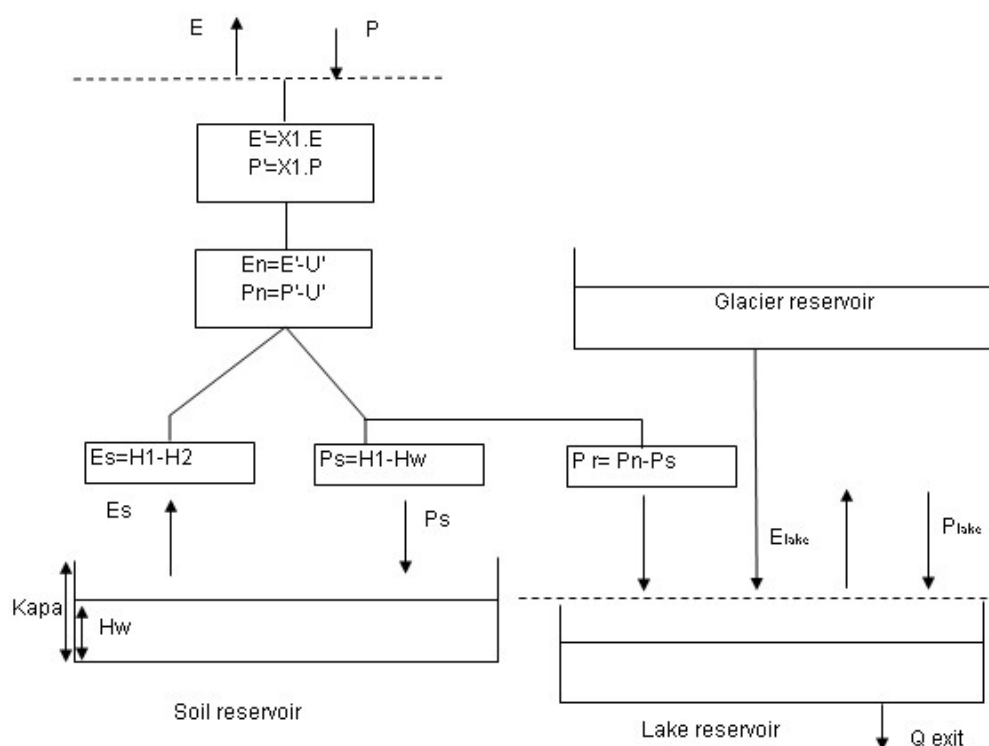 E
P
E'=X1.E
P'=X1.P
En=E'-U'
Pn=P'-U'
Glacier reservoir
Es=H1-H2
Ps=H1-Hw
P r= Pn-Ps
Es
Ps
Elake
Plake
Kapa
Hw
Soil reservoir
Lake reservoir
Q exit